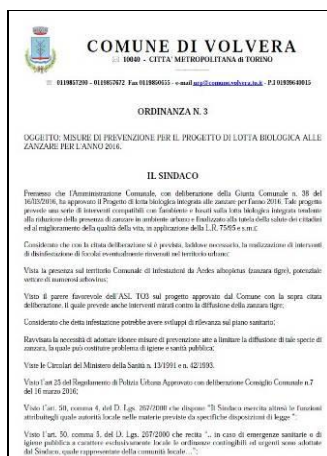 COMUNE DI VOLVERA
10040 - CITTA' METROPOLITANA di TORINO
0119857200 - 0119857672 Fax 0119850655 - e-mail urp@comune.volvera.to.it - P.I 01939640015
ORDINANZA N. 3
OGGETTO: MISURE DI PREVENZIONE PER IL PROGETTO DI LOTTA BIOLOGICA ALLE
ZANZARE PER L'ANNO 2016.
IL SINDACO
Premesso che l'Amministrazione Comunale, con deliberazione della Giunta Comunale n. 38 del
16/03/2016, ha approvato il Progetto di lotta biologica integrata alle zanzare per l'anno 2016. Tale progetto
prevede una serie di interventi compatibili con l'ambiente e basati sulla lotta biologica integrata tendente
alla riduzione della presenza di zanzare in ambiente urbano e finalizzato alla tutela della salute dei cittadini
ed al miglioramento della qualità della vita, in applicazione della L.R. 75/95 e s.m.i;
Considerato che con la citata deliberazione si è prevista, laddove necessario, la realizzazione di interventi
di disinfestazione di focolai eventualmente rinvenuti nel territorio urbano;
Vista la presenza sul territorio Comunale di infestazioni da Aedes albopictus (zanzara tigre), potenziale
vettore di numerosi arbovirus;
Visto il parere favorevole dell'ASL TO3 sul progetto approvato dal Comune con la sopra citata
deliberazione, il quale prevede anche interventi mirati contro la diffusione della zanzara tigre;
Considerato che detta infestazione potrebbe avere sviluppi di rilevanza sul piano sanitario;
Ravvisata la necessità di adottare idonee misure di prevenzione atte a limitare la diffusione di tale specie di
zanzara, la quale può costituire problema di igiene e sanità pubblica;
Viste le Circolari del Ministero della Sanità n. 13/1991 e n. 42/1993.
Visto l'art 25 del Regolamento di Polizia Urbana Approvato con deliberazione Consiglio Comunale n.7
del 16 marzo 2016;
Visto l'art. 50, comma 4, del D. Lgs. 267/2000 che dispone "Il Sindaco esercita altresì le funzioni
attribuitegli quale autorità locale nelle materie previste da specifiche disposizioni di legge ";
Visto l'art. 50, comma 5, del D. Lgs. 267/2000 che recita ".. in caso di emergenze sanitarie o di
igiene pubblica a carattere esclusivamente locale le ordinanze contingibili ed urgenti sono adottate
dal Sindaco, quale rappresentante della comunità locale …";